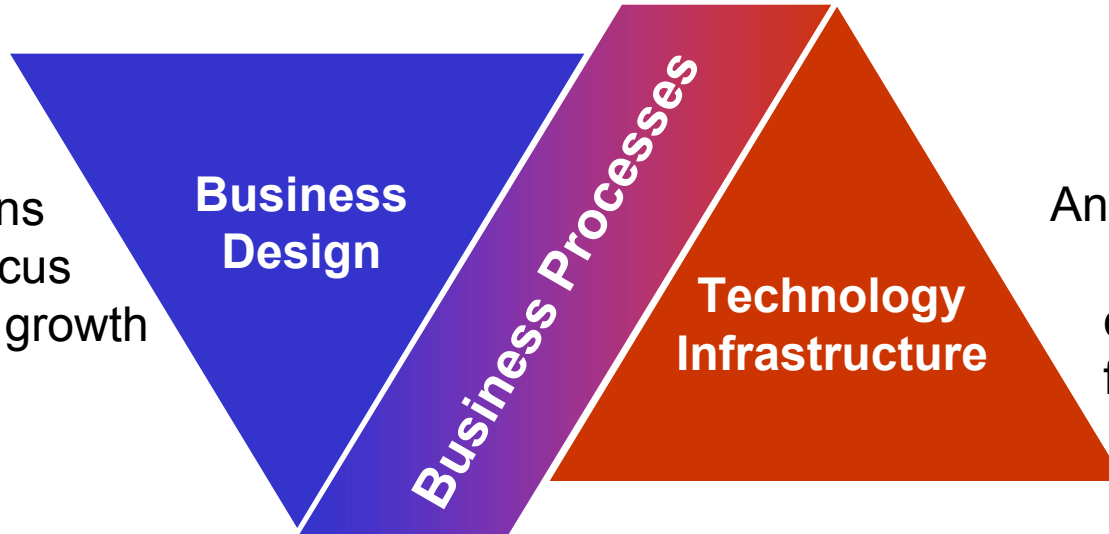 ns
cus
growth
Business
Design
Business Processes
Technology
Infrastructure
An